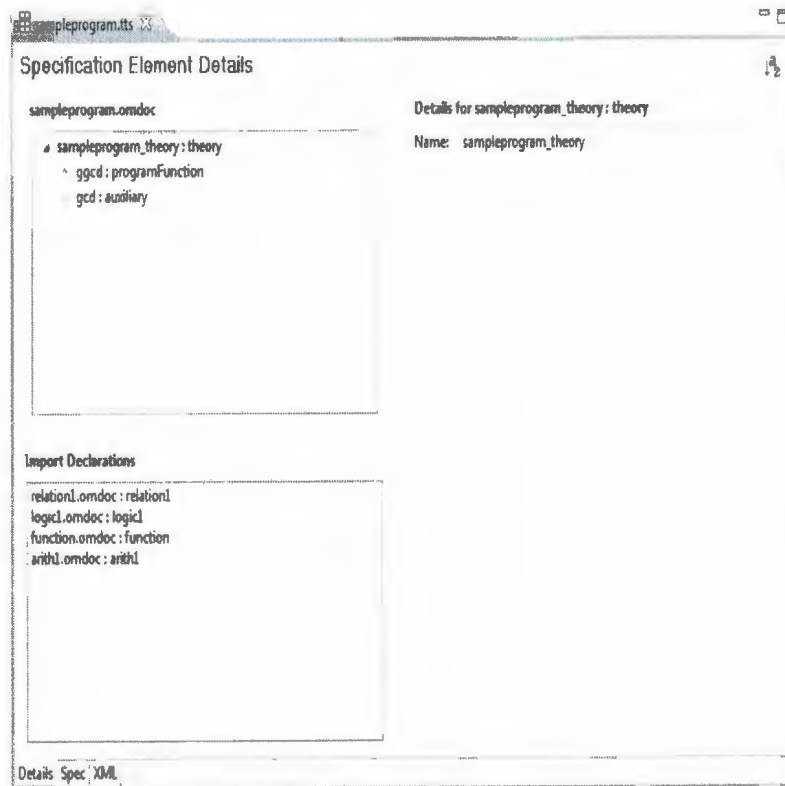 pleprogram.tts
Specification Element Details
sampleprogram.omdoc
sampleprogram_theory : theory
ggcd : programFunction
gcd : auxiliary
Details for sampleprogram_theory : theory
Name: sampleprogram_theory
Import Declarations
relation1.omdoc : relation1
logic1.omdoc : logic1
function.omdoc : function
arith1.omdoc : arith1
Details Spec XML